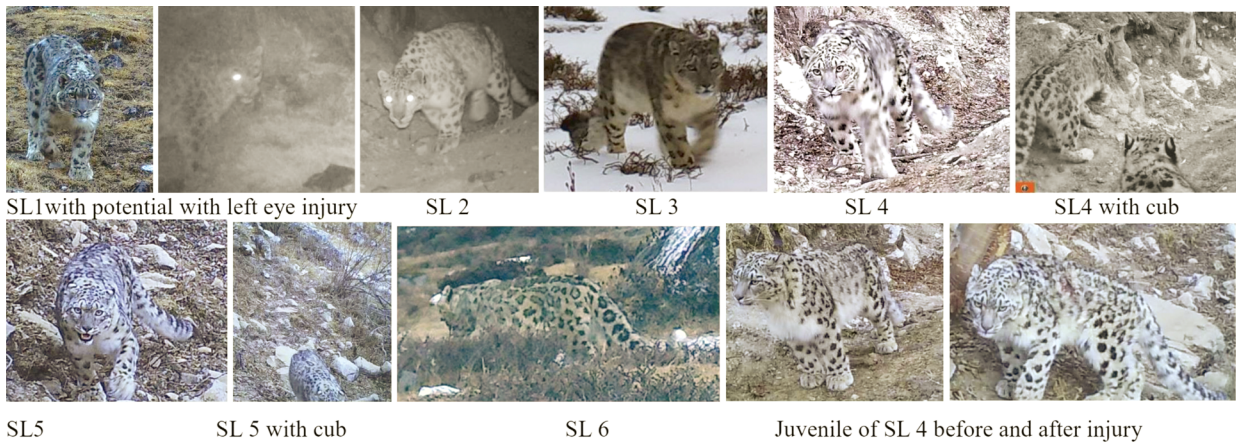 SL1with potential with left eye injury SL 2 SL 3 SL 4 SL4 with cub
SL5 SL 5 with cub SL 6 Juvenile of SL 4 before and after injury